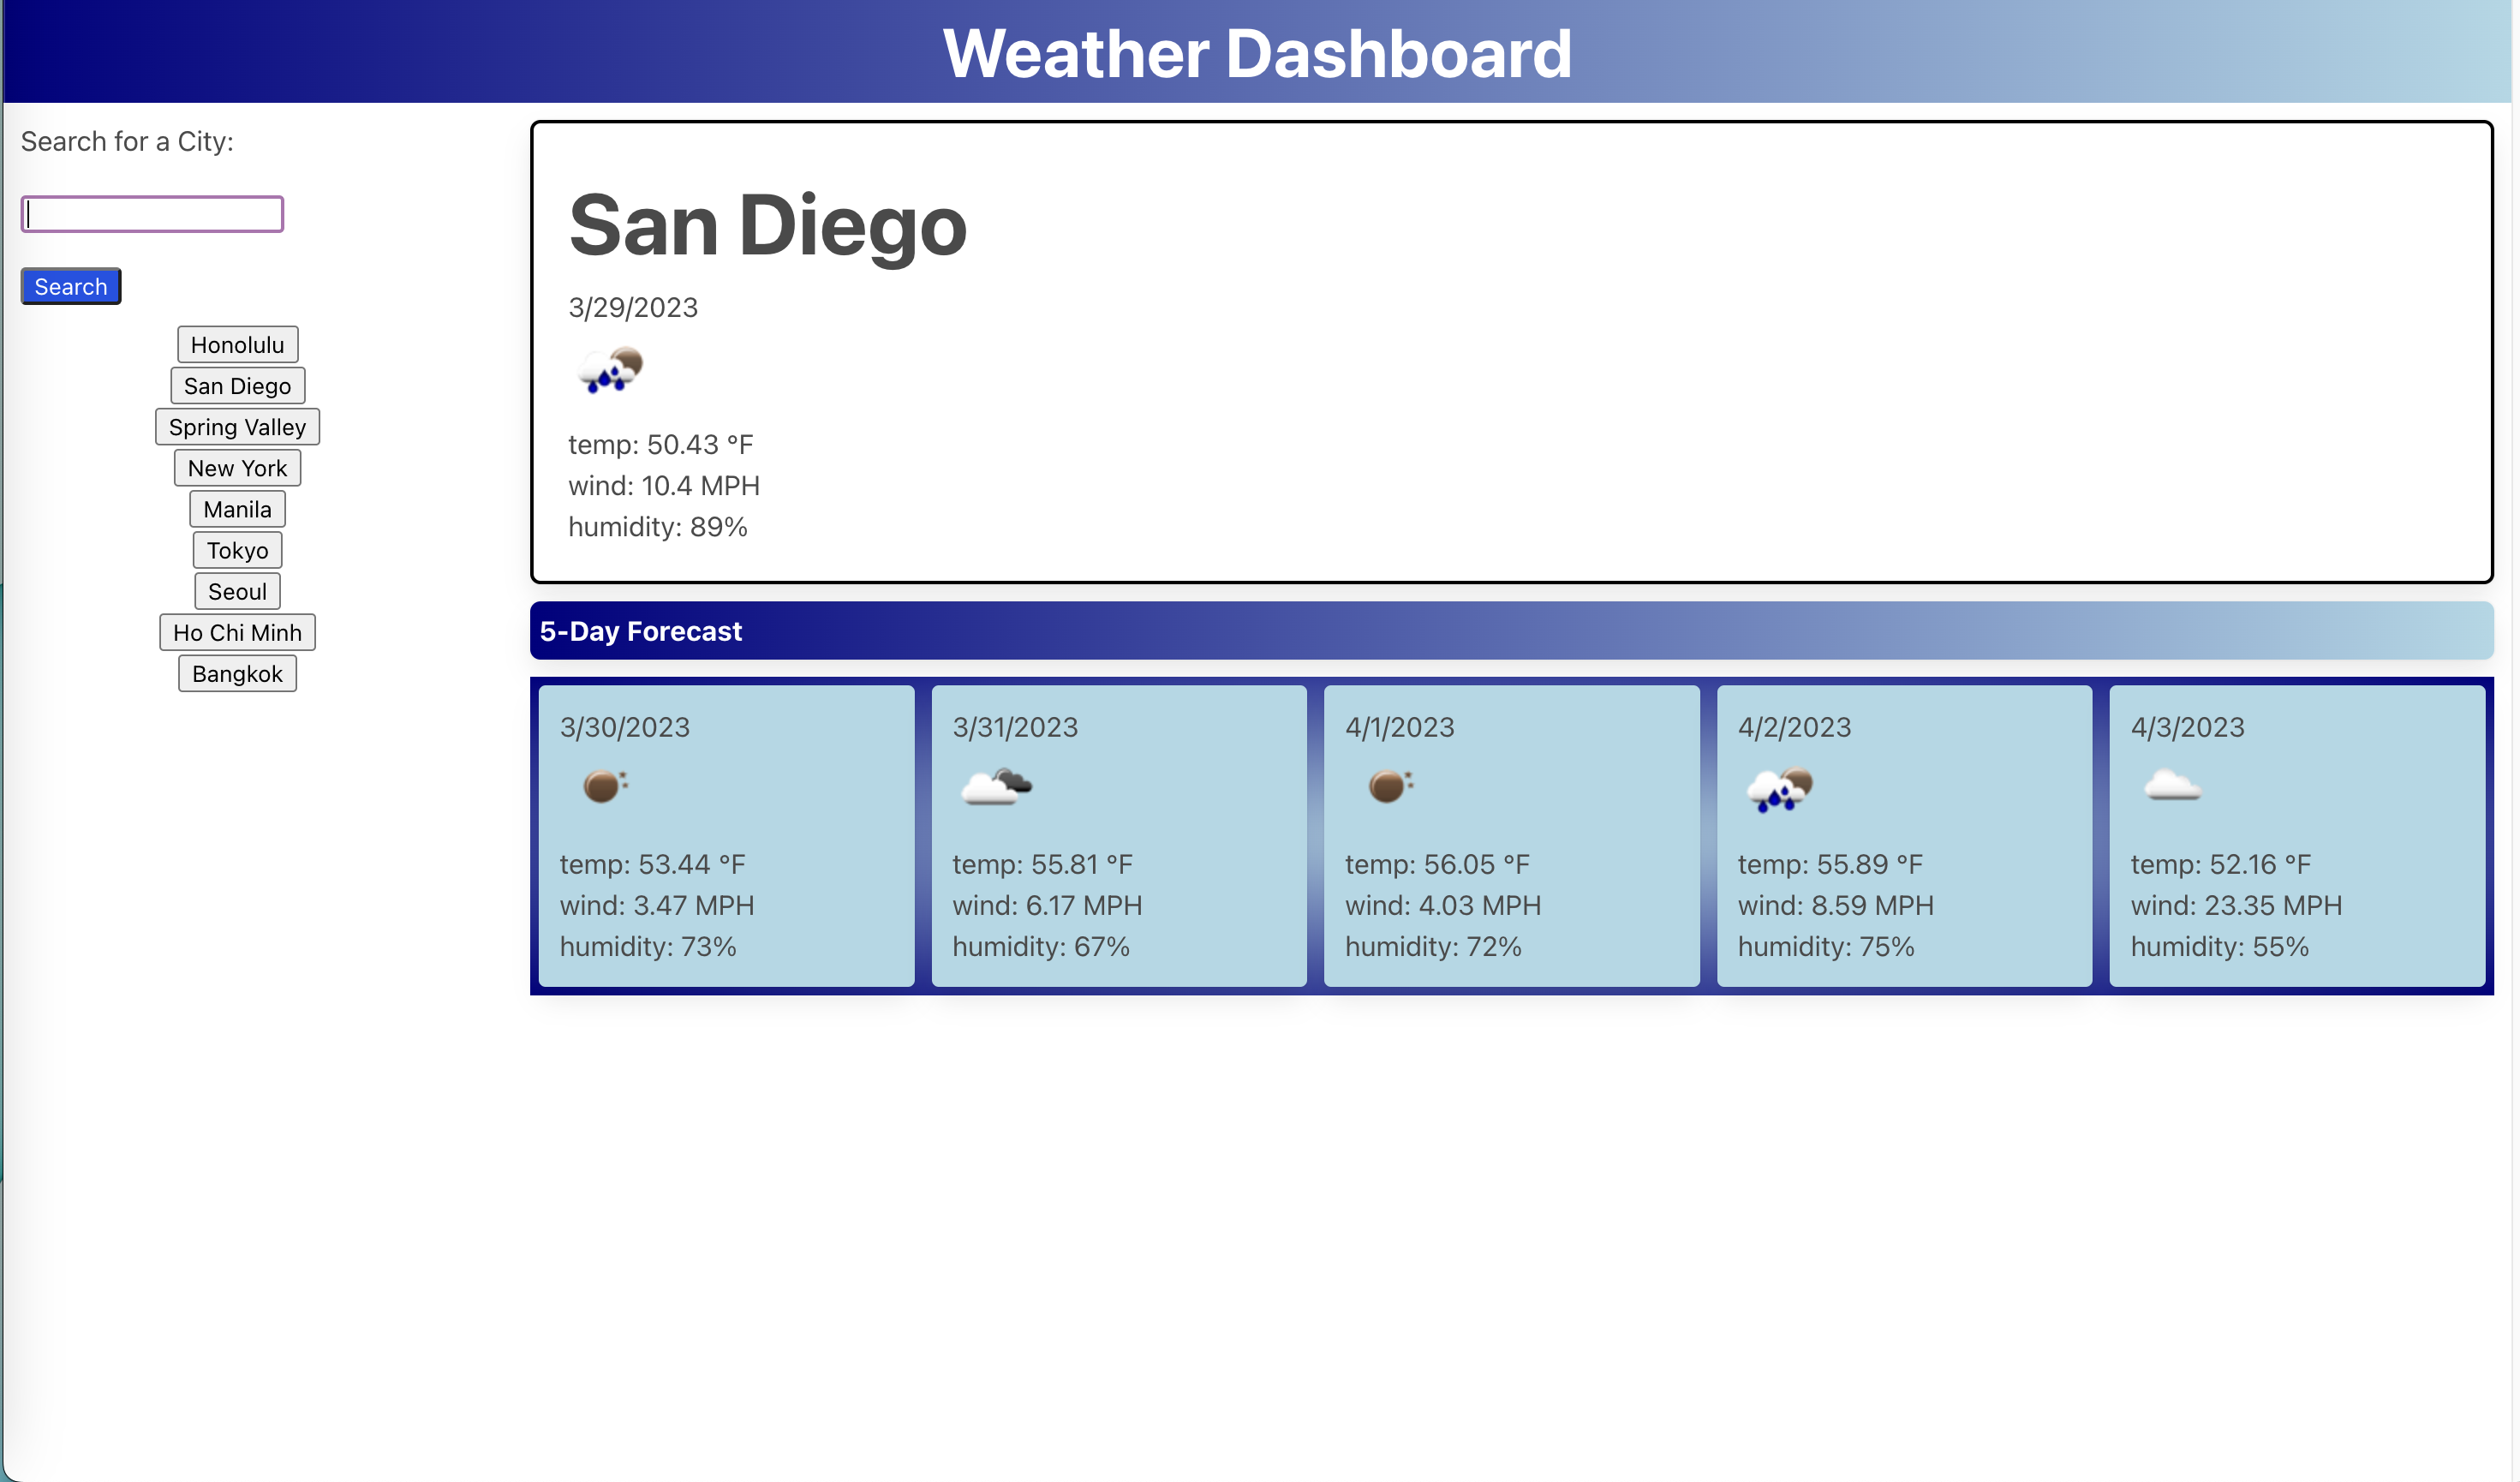 Weather Dashboard
Search for a City:
Search
Honolulu
San Diego
Spring Valley
New York
Manila
Tokyo
Seoul
Ho Chi Minh
Bangkok
San Diego
3/29/2023
temp: 50.43 °F
wind: 10.4 MPH
humidity: 89%
5-Day Forecast
3/30/2023
temp: 53.44 °F
wind: 3.47 MPH
humidity: 73%
3/31/2023
temp: 55.81 °F
wind: 6.17 MPH
humidity: 67%
4/1/2023
temp: 56.05 °F
wind: 4.03 MPH
humidity: 72%
4/2/2023
temp: 55.89 °F
wind: 8.59 MPH
humidity: 75%
4/3/2023
temp: 52.16 °F
wind: 23.35 MPH
humidity: 55%